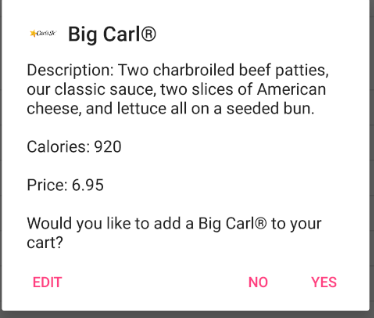 Carl's Jr
Big Carl®
Description: Two charbroiled beef patties,
our classic sauce, two slices of American
cheese, and lettuce all on a seeded bun.
Calories: 920
Price: 6.95
Would you like to add a Big Carl® to your
cart?
EDIT NO YES